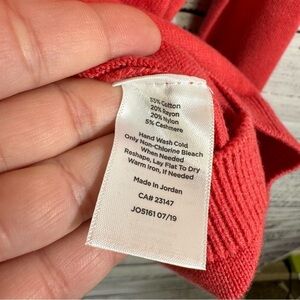 55% Cotton
20% Rayon
20% Nylon
5% Cashmere
Hand Wash Cold
Only Non-Chlorine Bleach
When Needed
Reshape, Lay Flat To Dry
Warm Iron, If Needed
Made In Jordan
CA# 23147
JO5161 07/19